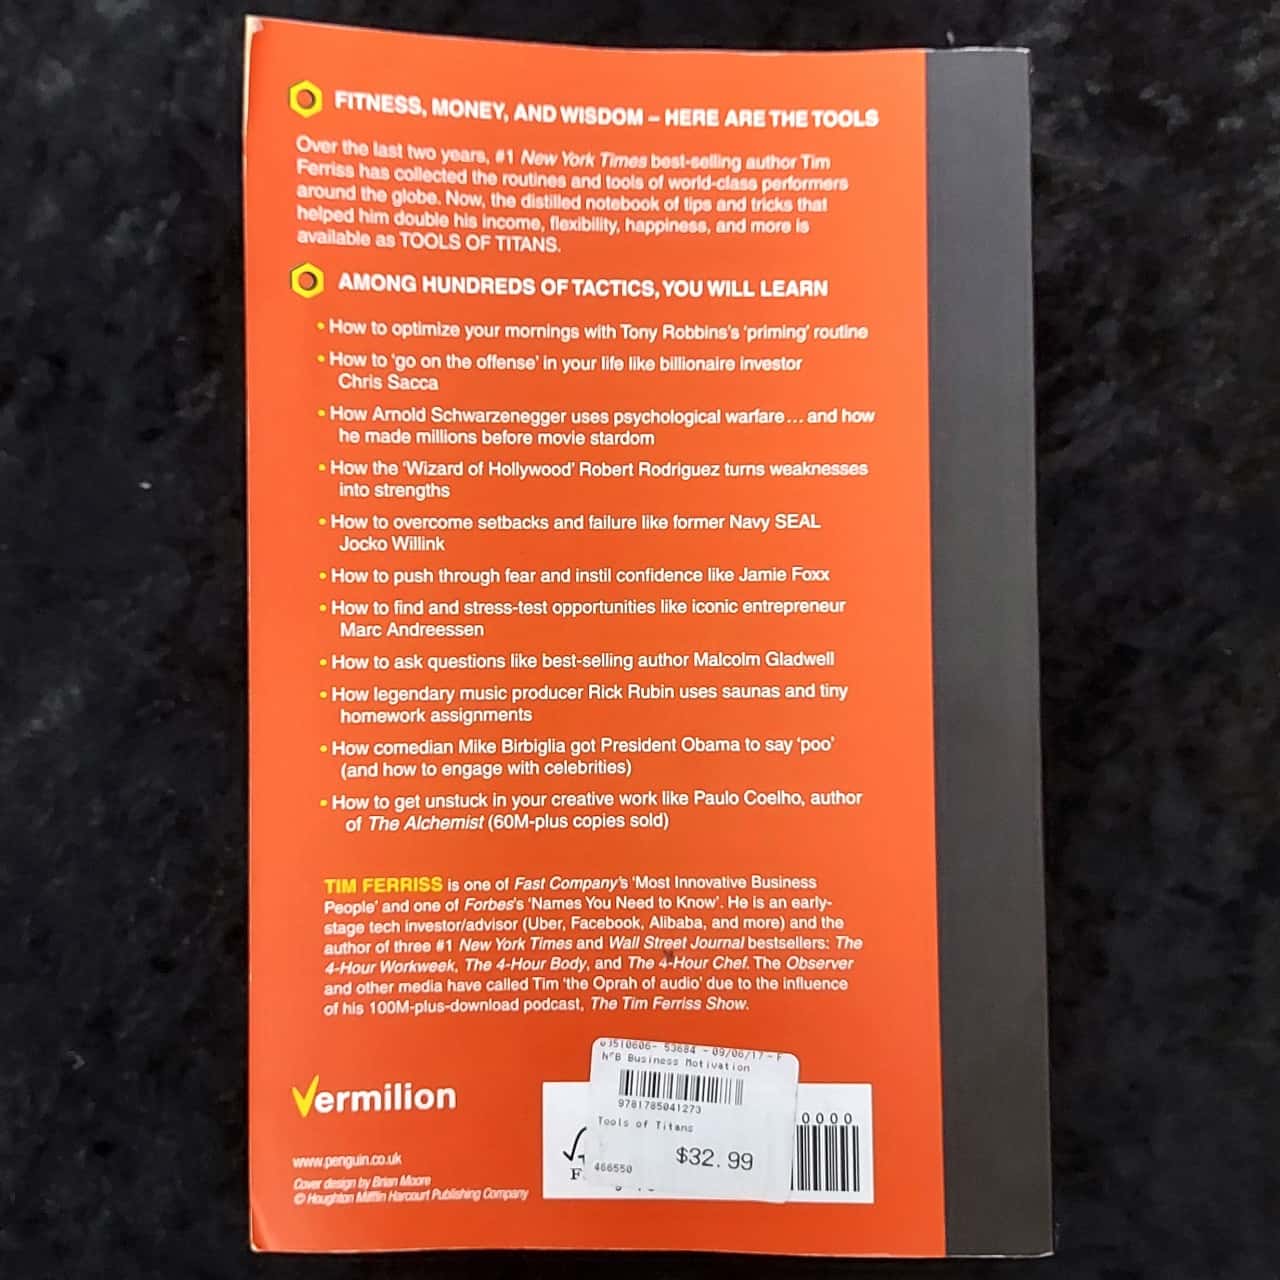 FITNESS, MONEY, AND WISDOM – HERE ARE THE TOOLS
Over the last two years, #1 New York Times best-selling author Tim
Ferriss has collected the routines and tools of world-class performers
around the globe. Now, the distilled notebook of tips and tricks that
helped him double his income, flexibility, happiness, and more is
available as TOOLS OF TITANS.
AMONG HUNDREDS OF TACTICS, YOU WILL LEARN
• How to optimize your mornings with Tony Robbins's 'priming' routine
• How to 'go on the offense' in your life like billionaire investor
Chris Sacca
• How Arnold Schwarzenegger uses psychological warfare... and how
he made millions before movie stardom
• How the 'Wizard of Hollywood' Robert Rodriguez turns weaknesses
into strengths
• How to overcome setbacks and failure like former Navy SEAL
Jocko Willink
• How to push through fear and instil confidence like Jamie Foxx
• How to find and stress-test opportunities like iconic entrepreneur
Marc Andreessen
• How to ask questions like best-selling author Malcolm Gladwell
• How legendary music producer Rick Rubin uses saunas and tiny
homework assignments
• How comedian Mike Birbiglia got President Obama to say 'poo'
(and how to engage with celebrities)
• How to get unstuck in your creative work like Paulo Coelho, author
of The Alchemist (60M-plus copies sold)
TIM FERRISS is one of Fast Company's 'Most Innovative Business
People' and one of Forbes's 'Names You Need to Know'. He is an early-
stage tech investor/advisor (Uber, Facebook, Alibaba, and more) and the
author of three #1 New York Times and Wall Street Journal bestsellers: The
4-Hour Workweek, The 4-Hour Body, and The 4-Hour Chef. The Observer
and other media have called Tim 'the Oprah of audio' due to the influence
of his 100M-plus-download podcast, The Tim Ferriss Show.
Vermilion
www.penguin.co.uk
Cover design by Brian Moore
© Houghton Mifflin Harcourt Publishing Company
53684 - 09/06/17 - F
N*B Business Motivation
9781785041273
Tools of Titans
$32.99
466550
0000